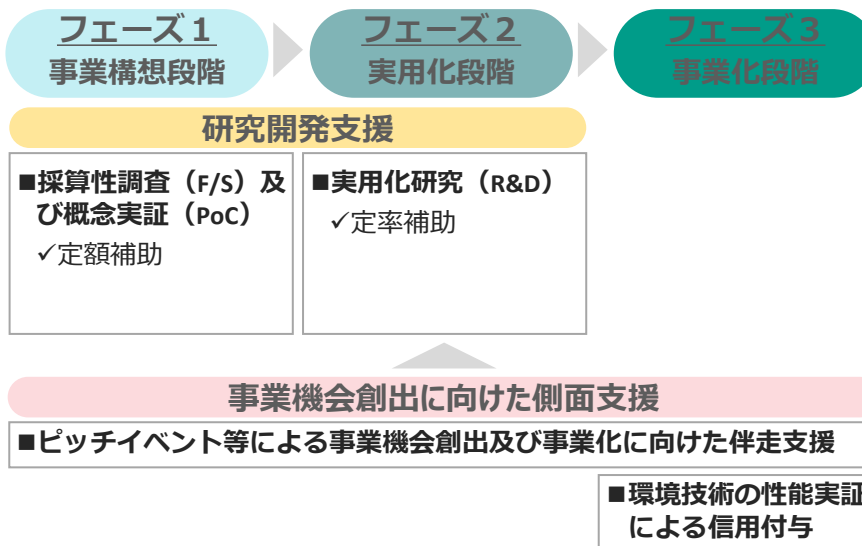 フェーズ1
事業構想段階
フェーズ2
実用化段階
フェーズ3
事業化段階
研究開発支援
■採算性調査（F/S）及
び概念実証（PoC）
✓定額補助
■実用化研究（R&D）
✓定率補助
事業機会創出に向けた側面支援
■ピッチイベント等による事業機会創出及び事業化に向けた伴走支援
■環境技術の性能実証
による信用付与